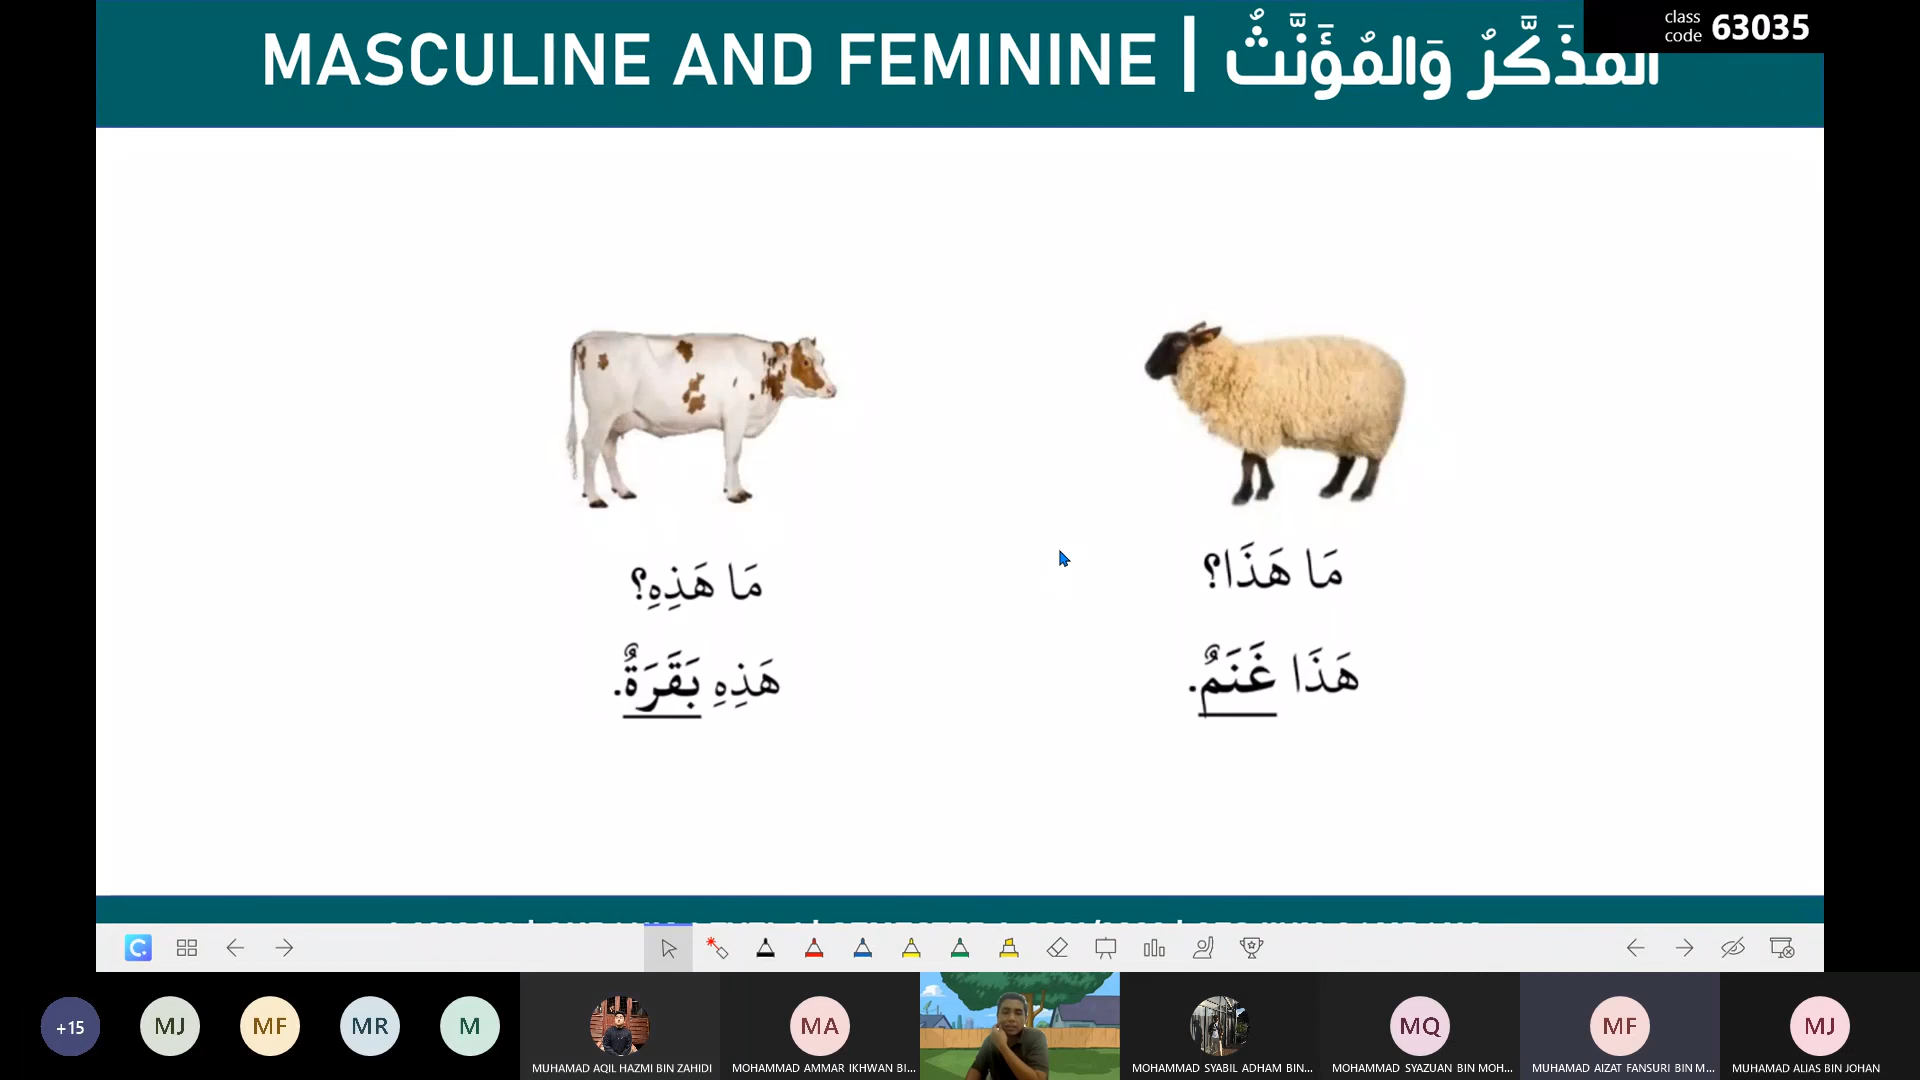 MASCULINE AND FEMININE | المُذَكَّرُ وَالمُؤَنَّثُ
class code 63035
مَا هَذِهِ؟
هَذِهِ بَقَرَةٌ.
مَا هَذَا؟
هَذَا غَنَمٌ.
+15
MJ
MF
MR
M
MUHAMAD AQIL HAZMI BIN ZAHIDI
MA
MOHAMMAD AMMAR IKHWAN BI...
MOHAMMAD SYABIL ADHAM BIN...
MQ
MOHAMMAD SYAZUAN BIN MOH...
MF
MUHAMAD AIZAT FANSURI BIN M...
MJ
MUHAMAD ALIAS BIN JOHAN